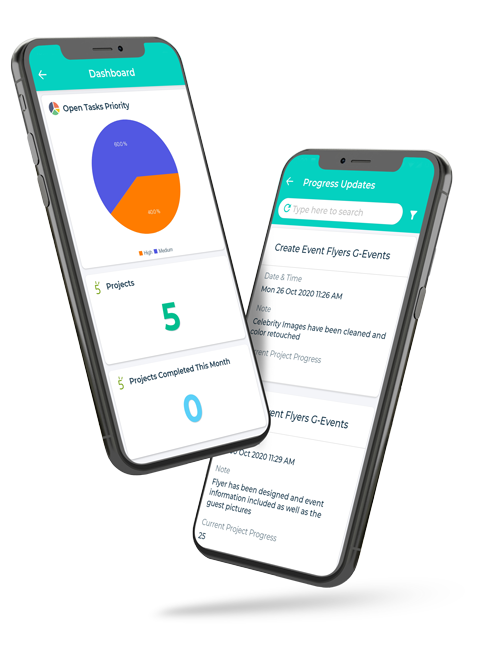 Dashboard
Open Tasks Priority
60.0 %
40.0 %
High Medium
Projects
5
Projects Completed This Month
0
Progress Updates
Type here to search
Create Event Flyers G-Events
Date & Time
Mon 26 Oct 2020 11:26 AM
Note
Celebrity Images have been cleaned and
color retouched
rrent Project Progress
ent Flyers G-Events
Oct 2020 11:29 AM
Note
Flyer has been designed and event
information included as well as the
guest pictures
Current Project Progress
25